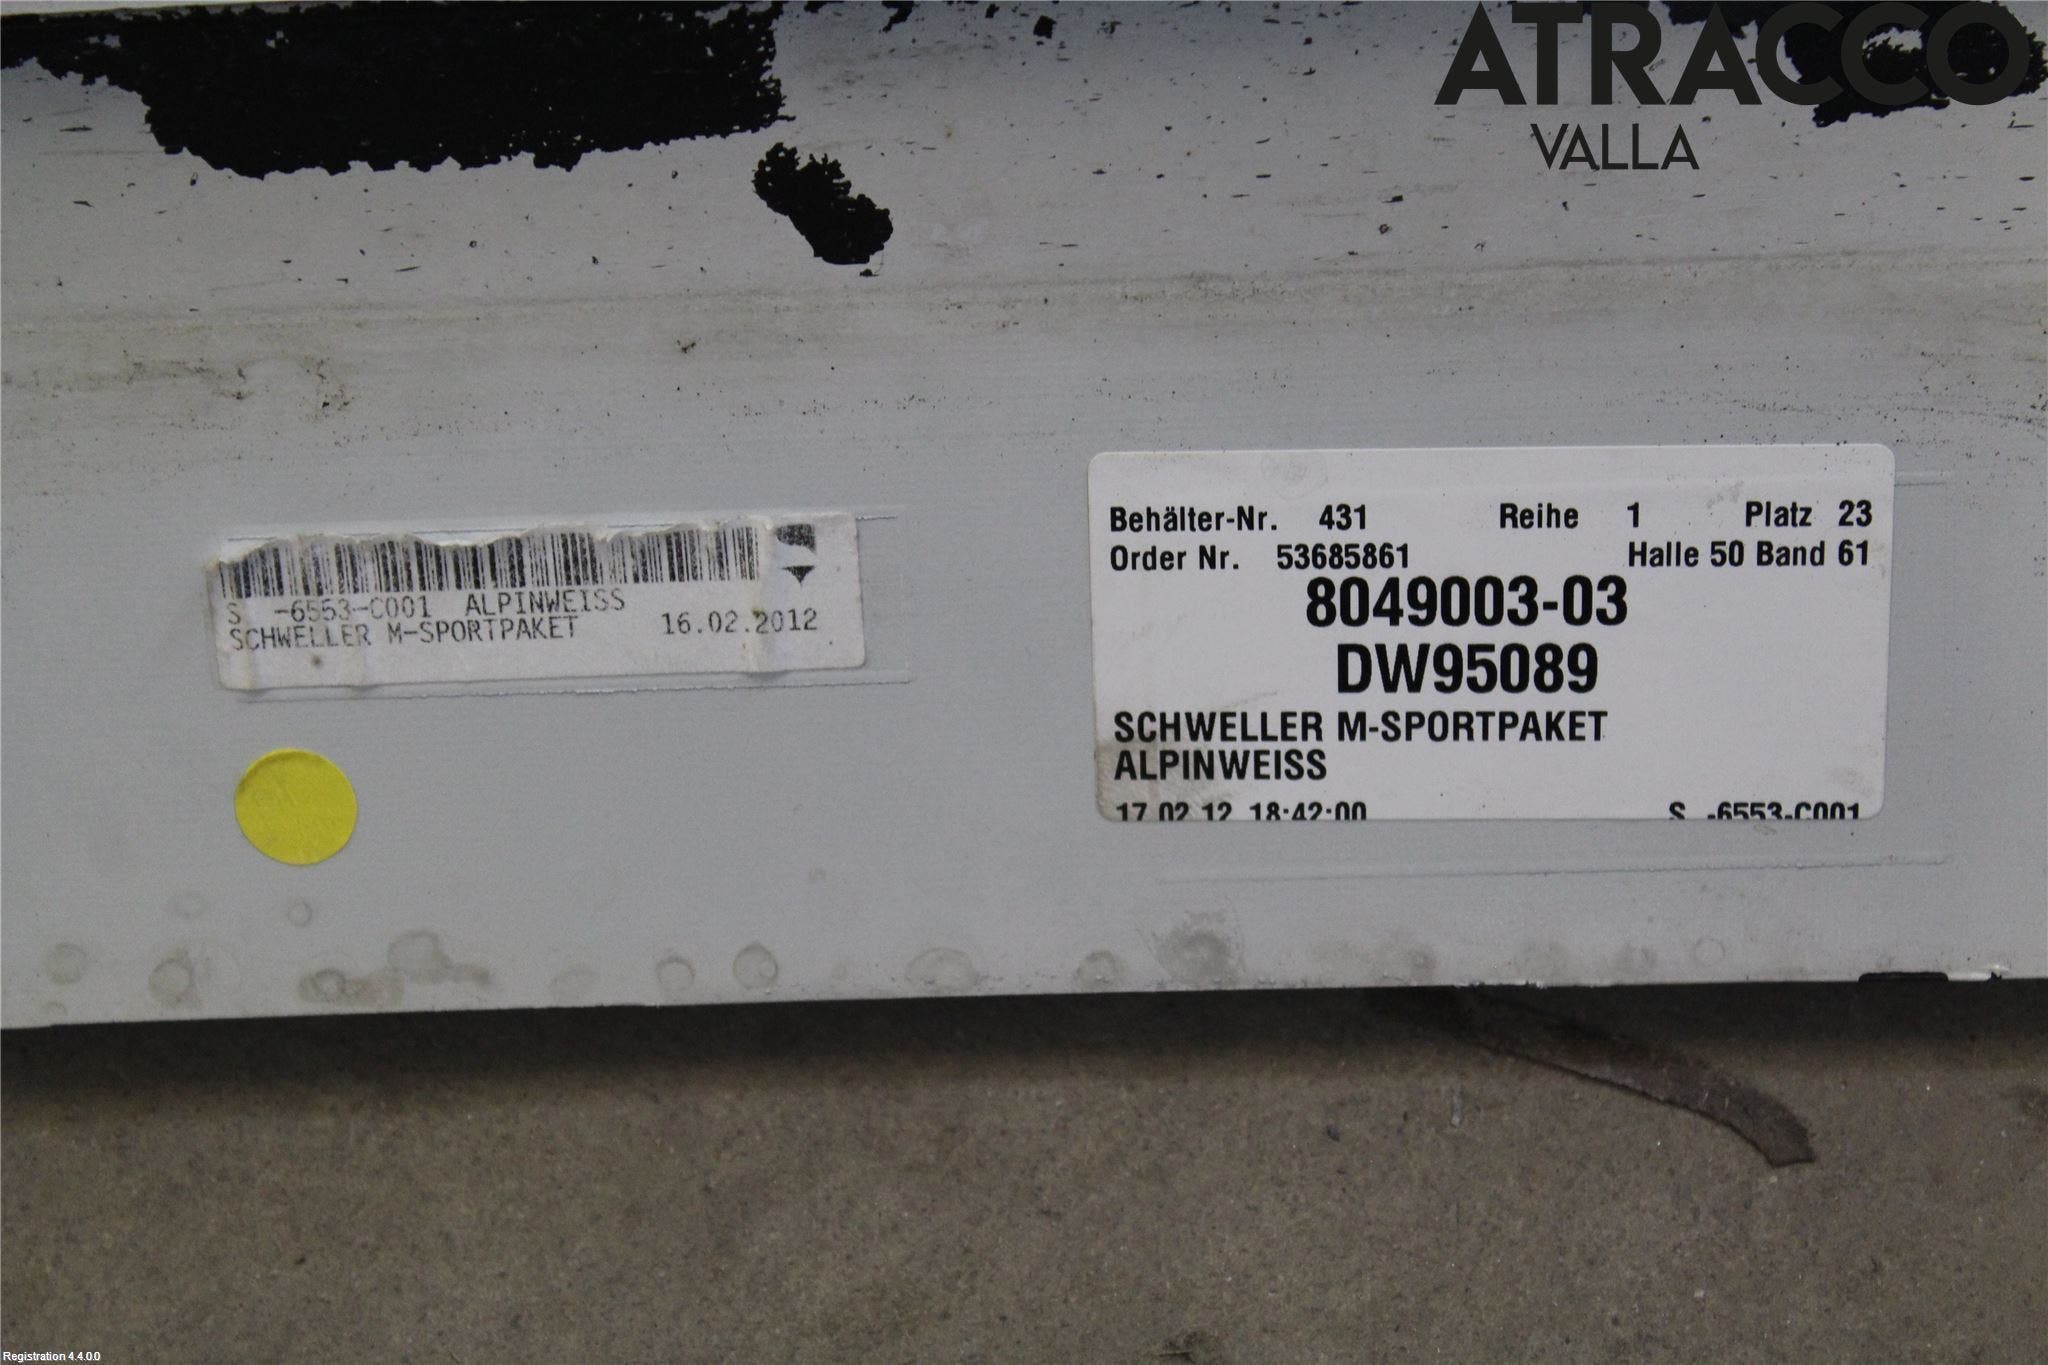 ATRACCO
VALLA
Behälter-Nr. 431 Reihe 1 Platz 23
Order Nr. 53685861 Halle 50 Band 61
8049003-03
DW95089
SCHWELLER M-SPORTPAKET
ALPINWEISS
17.02.12 18:42:00 S -6553-C001
S -6553-C001 ALPINWEISS
SCHWELLER M-SPORTPAKET 16.02.2012
Registration 4.4.0.0